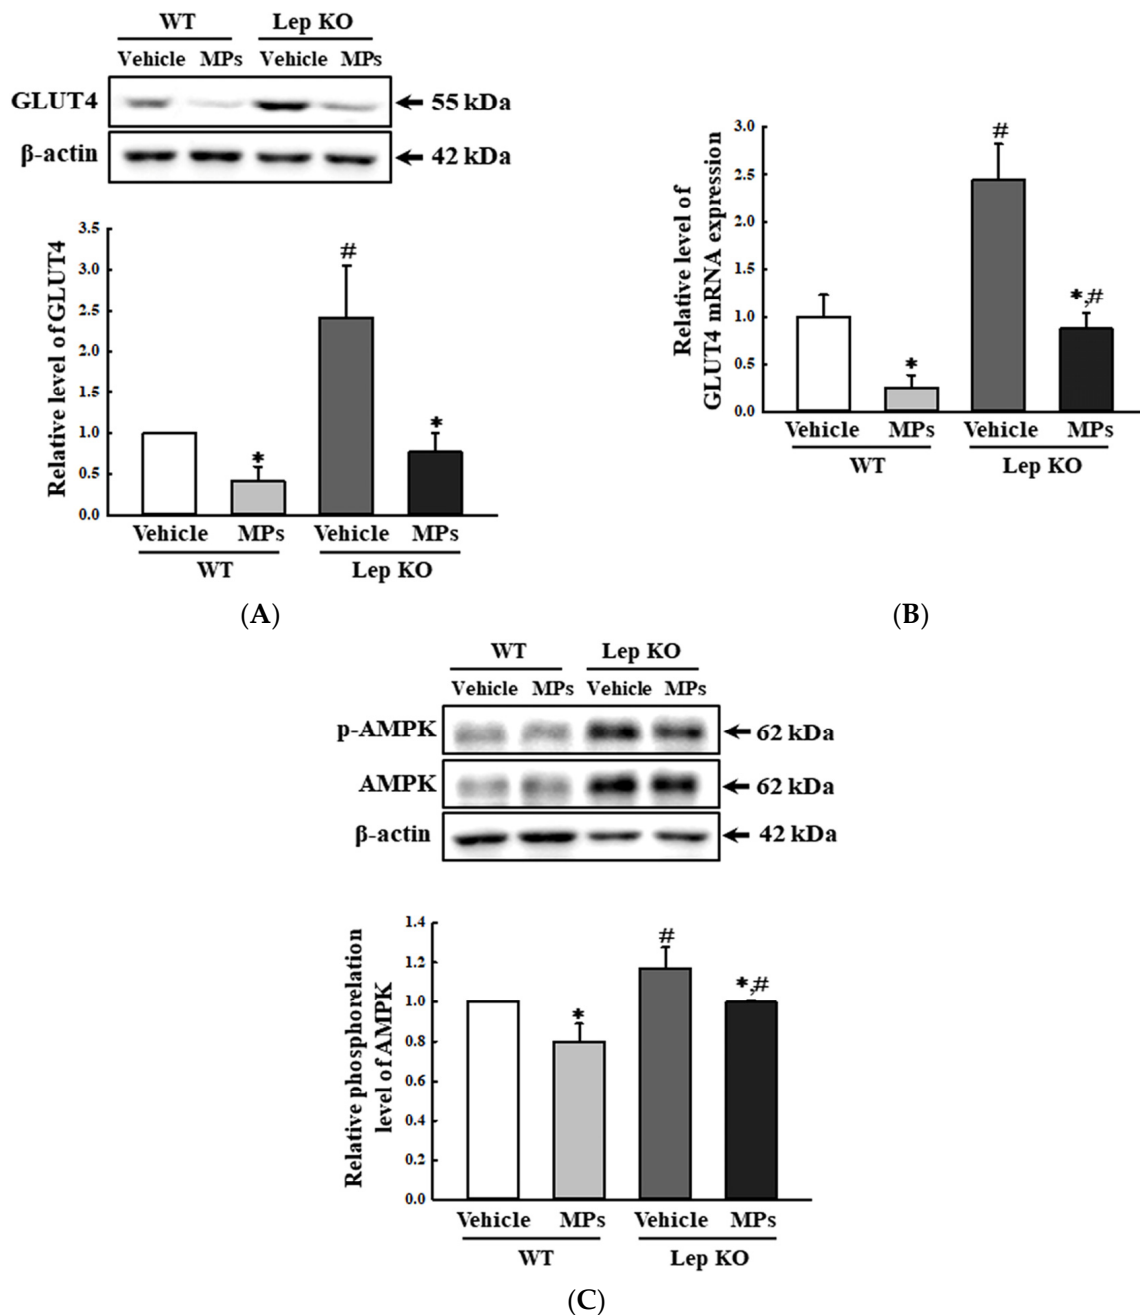 WT Lep KO
Vehicle MPs Vehicle MPs
GLUT4 55 kDa
β-actin 42 kDa
Relative level of GLUT4
3.5
3.0
2.5
2.0
1.5
1.0
0.5
0.0
#
*
*
Vehicle MPs Vehicle MPs
WT Lep KO
(A)
Relative level of
GLUT4 mRNA expression
3.0
2.5
2.0
1.5
1.0
0.5
0.0
#
*,#
*
Vehicle MPs Vehicle MPs
WT Lep KO
(B)
WT Lep KO
Vehicle MPs Vehicle MPs
p-AMPK 62 kDa
AMPK 62 kDa
β-actin 42 kDa
Relative phosphorelation
level of AMPK
1.4
1.2
1.0
0.8
0.6
0.4
0.2
0.0
#
*,#
*
Vehicle MPs Vehicle MPs
WT Lep KO
(C)